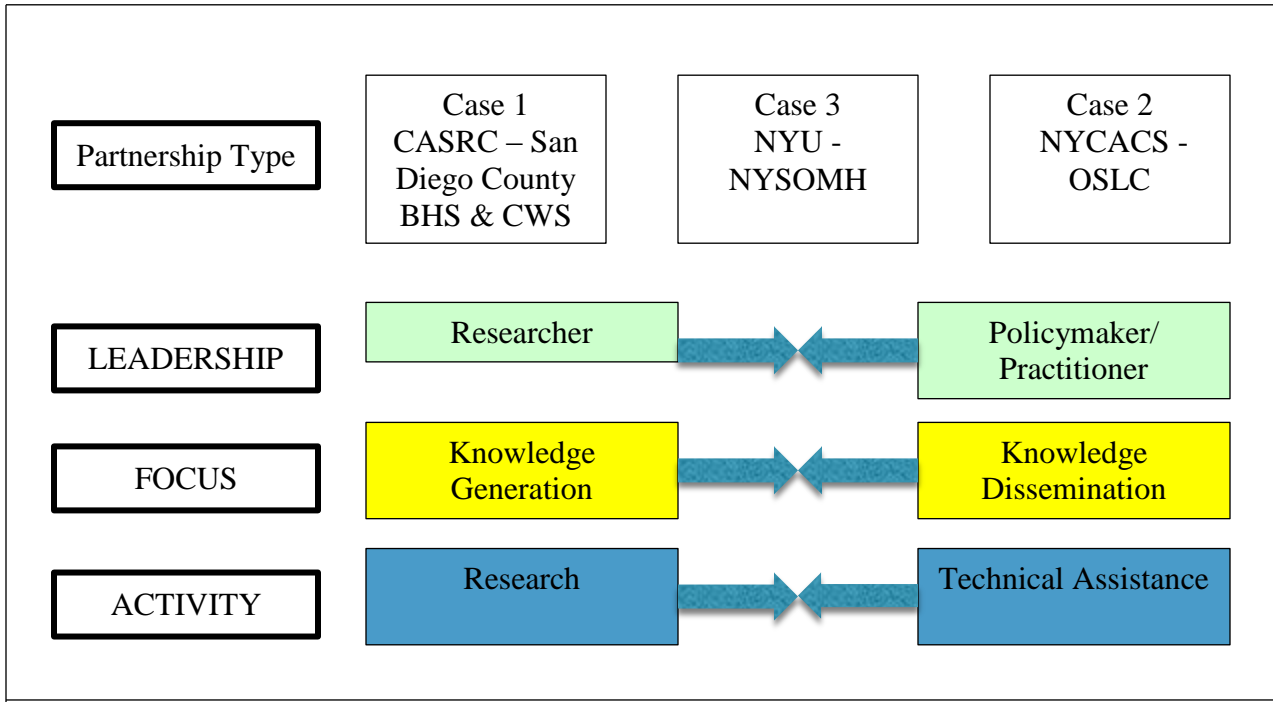 Partnership Type
Case 1
CASRC – San
Diego County
BHS & CWS
Case 3
NYU -
NYSOMH
Case 2
NYCACS -
OSLC
LEADERSHIP
Researcher
Policymaker/
Practitioner
FOCUS
Knowledge
Generation
Knowledge
Dissemination
ACTIVITY
Research
Technical Assistance